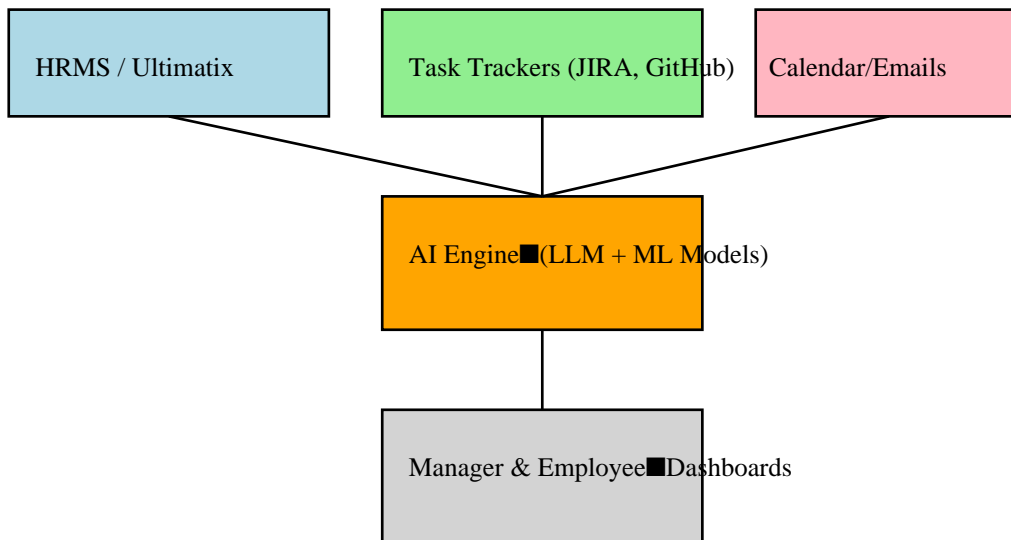 HRMS / Ultimatix
Task Trackers (JIRA, GitHub)
Calendar/Emails
AI Engine■(LLM + ML Models)
Manager & Employee■Dashboards